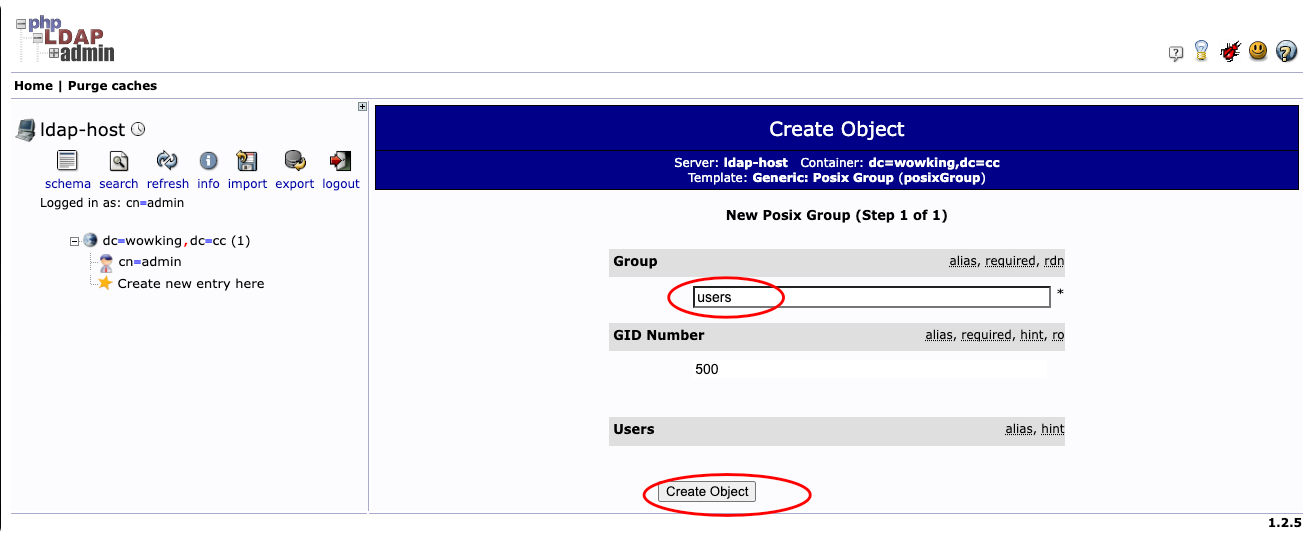 php
LDAP
admin
Home | Purge caches
ldap-host
schema search refresh info import export logout
Logged in as: cn=admin
dc=wowking,dc=cc (1)
cn=admin
Create new entry here
Create Object
Server: ldap-host Container: dc=wowking,dc=cc
Template: Generic: Posix Group (posixGroup)
New Posix Group (Step 1 of 1)
Group alias, required, rdn
users *
GID Number alias, required, hint, ro
500
Users alias, hint
Create Object
1.2.5